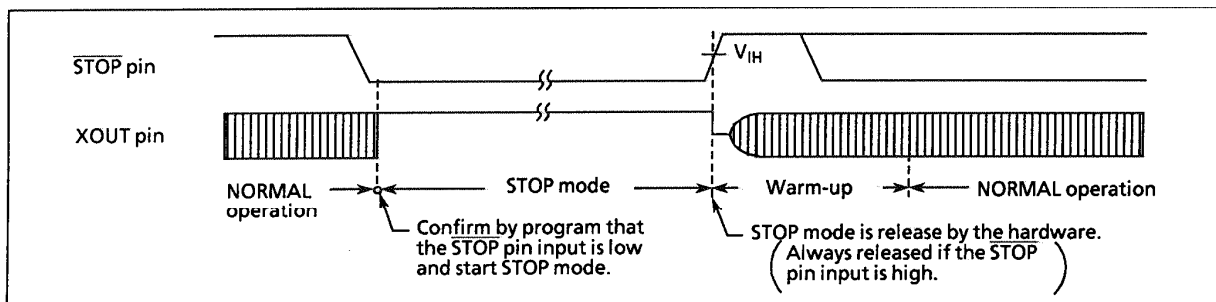 STOP pin
VIH
XOUT pin
NORMAL operation
STOP mode
Warm-up
NORMAL operation
Confirm by program that
the STOP pin input is low
and start STOP mode.
STOP mode is release by the hardware.
(Always released if the STOP
pin input is high.)